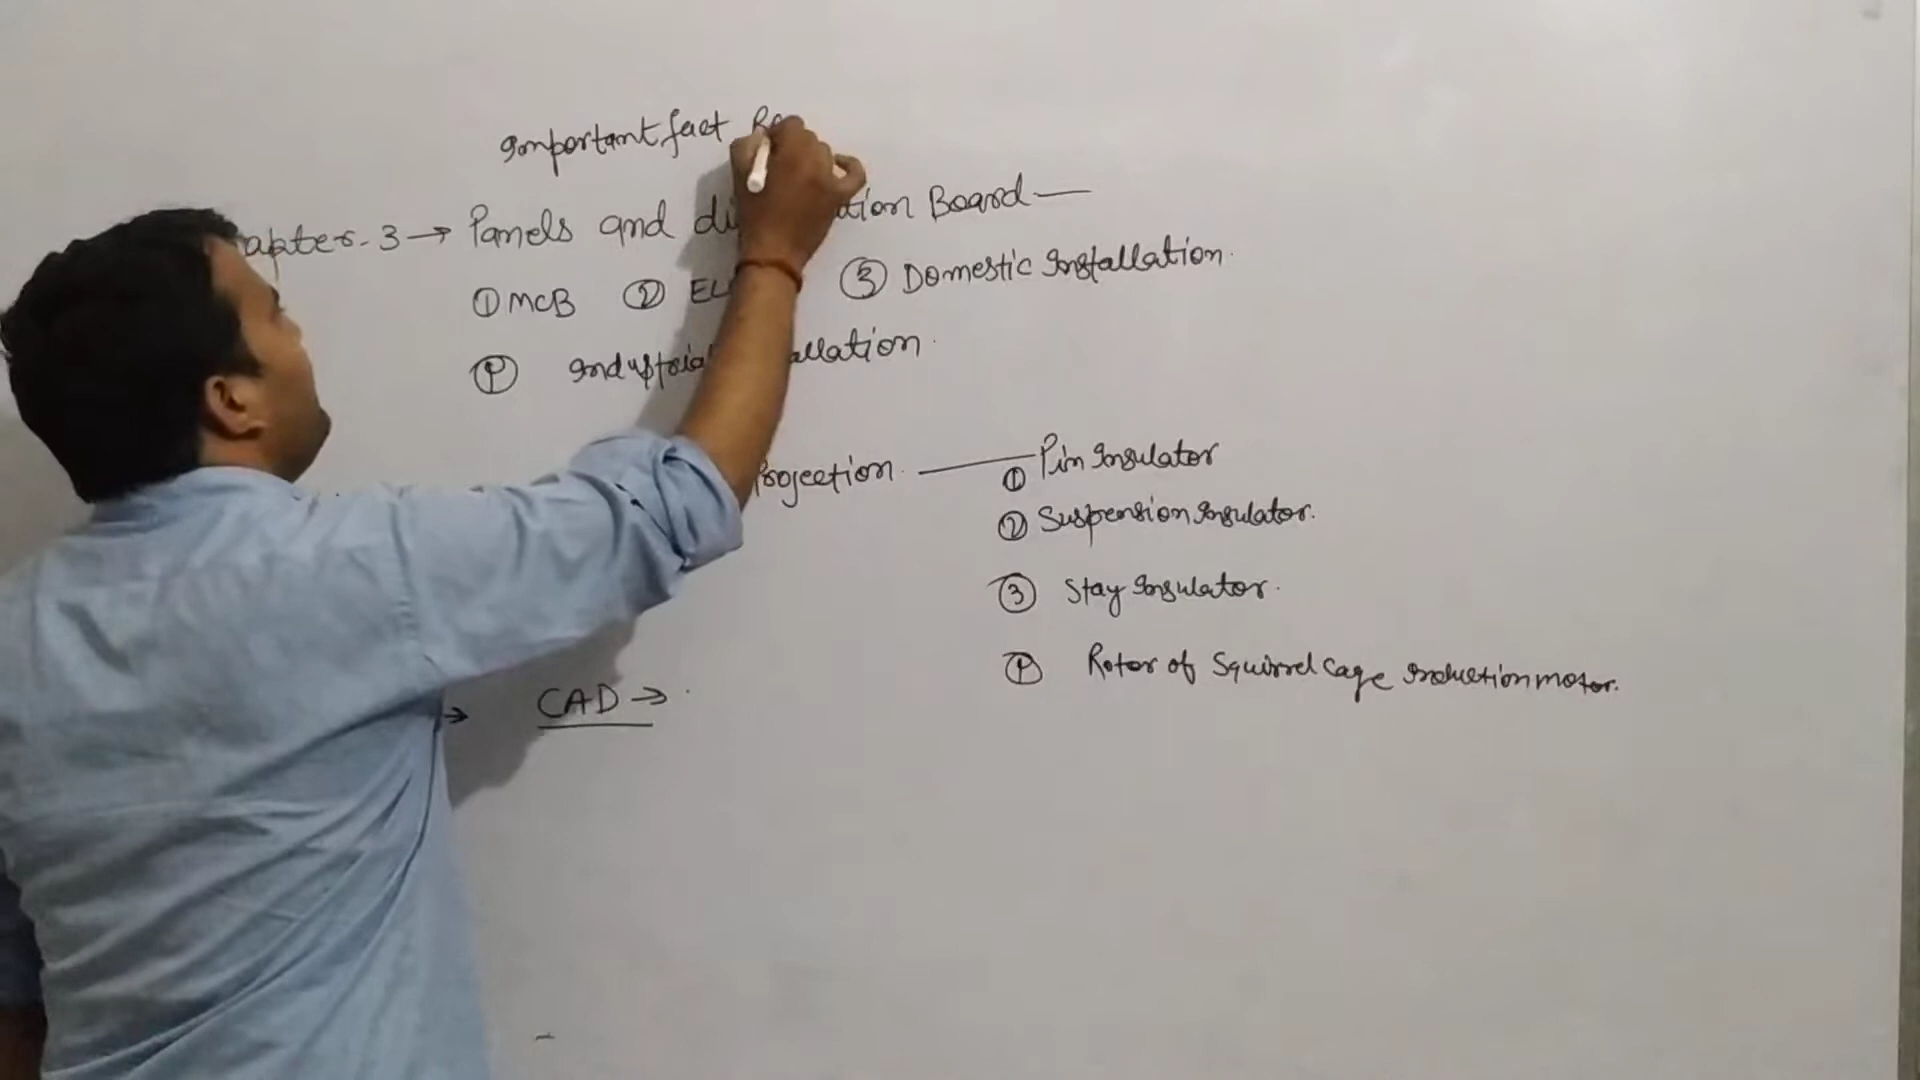 Important fact
apter-3 → Panels and di tion Board —
① MCB ② EL ③ Domestic Installation.
④ Industrial allation.
Projection. — ① Pin Insulator
② Suspension Insulator.
③ Stay Insulator.
④ Rotor of Squirrel Cage Induction motor.
→ CAD →